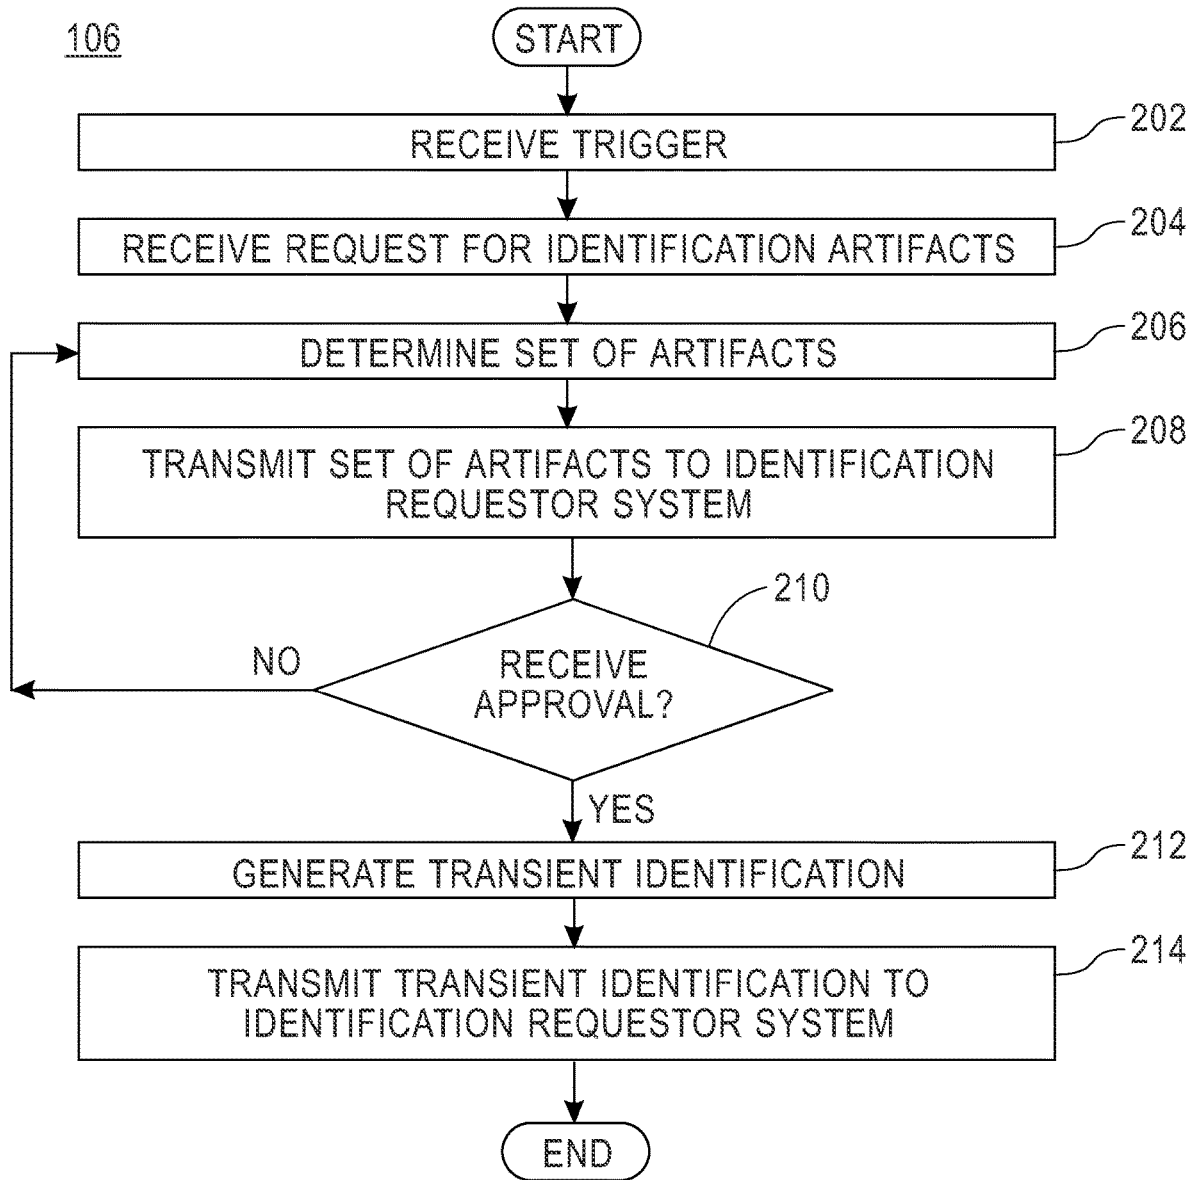 106
START
RECEIVE TRIGGER
202
RECEIVE REQUEST FOR IDENTIFICATION ARTIFACTS
204
DETERMINE SET OF ARTIFACTS
206
TRANSMIT SET OF ARTIFACTS TO IDENTIFICATION
REQUESTOR SYSTEM
208
RECEIVE
APPROVAL?
210
NO
YES
GENERATE TRANSIENT IDENTIFICATION
212
TRANSMIT TRANSIENT IDENTIFICATION TO
IDENTIFICATION REQUESTOR SYSTEM
214
END